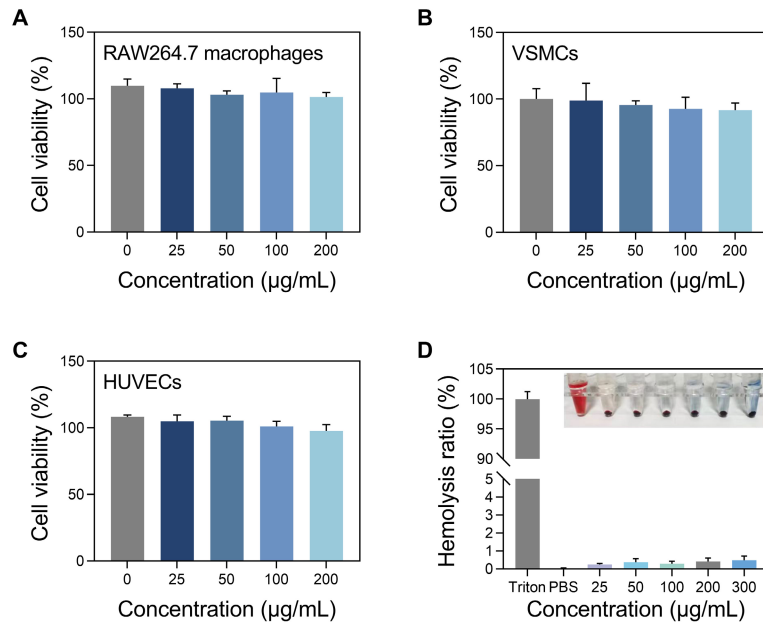 A
RAW264.7 macrophages
Cell viability (%)
150
100
50
0
0 25 50 100 200
Concentration (µg/mL)
B
VSMCs
Cell viability (%)
150
100
50
0
0 25 50 100 200
Concentration (µg/mL)
C
HUVECs
Cell viability (%)
150
100
50
0
0 25 50 100 200
Concentration (µg/mL)
D
Hemolysis ratio (%)
105
100
95
90
5
4
3
2
1
0
Triton PBS 25 50 100 200 300
Concentration (µg/mL)